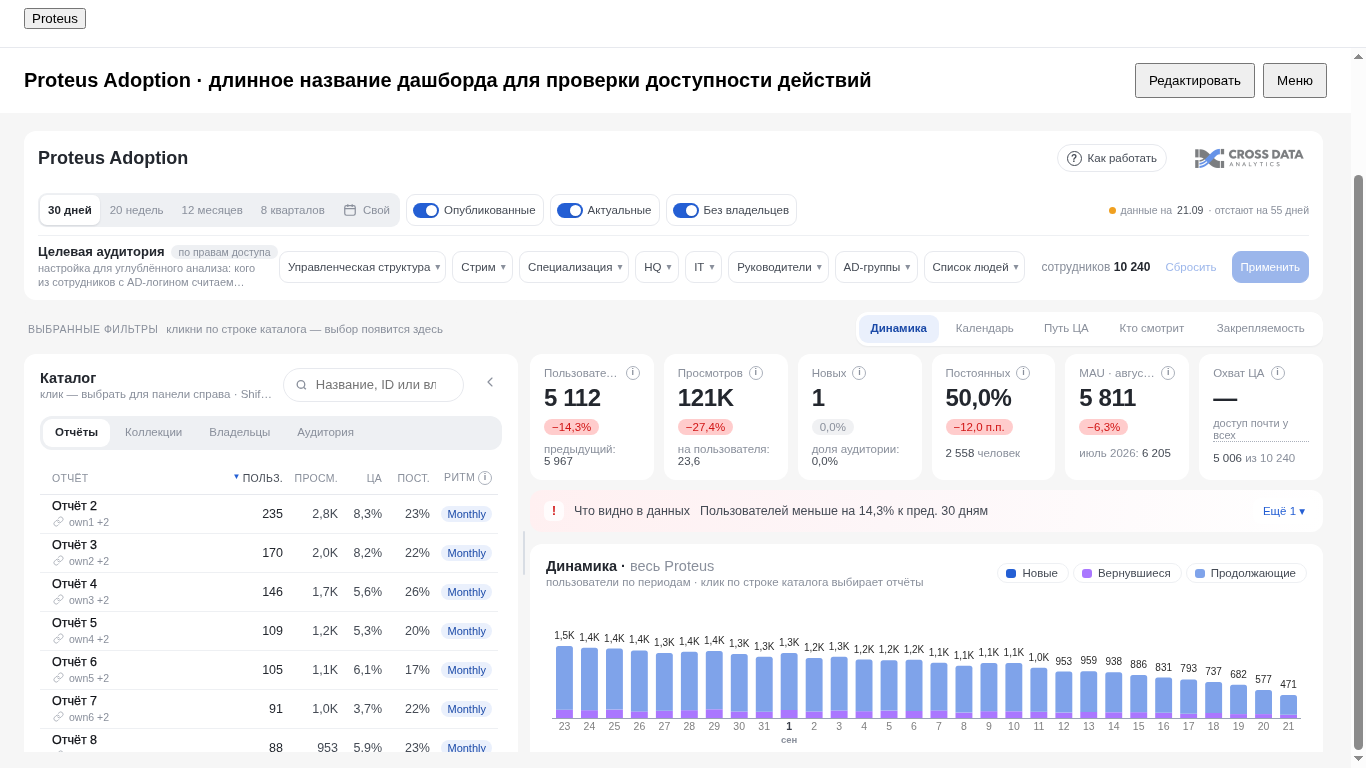 Proteus
Proteus Adoption · длинное название дашборда для проверки доступности действий
Редактировать
Меню
Proteus Adoption
? Как работать
CROSS DATA
ANALYTICS
30 дней 20 недель 12 месяцев 8 кварталов Свой
Опубликованные
Актуальные
Без владельцев
данные на 21.09 · отстают на 55 дней
Целевая аудитория по правам доступа
настройка для углублённого анализа: кого
из сотрудников с AD-логином считаем…
Управленческая структура ▾
Стрим ▾
Специализация ▾
HQ ▾
IT ▾
Руководители ▾
AD-группы ▾
Список людей ▾
сотрудников 10 240
Сбросить
Применить
ВЫБРАННЫЕ ФИЛЬТРЫ кликни по строке каталога — выбор появится здесь
Динамика Календарь Путь ЦА Кто смотрит Закрепляемость
Каталог
клик — выбрать для панели справа · Shif…
Название, ID или вл
Отчёты Коллекции Владельцы Аудитория
ОТЧЁТ ▼ ПОЛЬЗ. ПРОСМ. ЦА ПОСТ. РИТМ i
Отчёт 2
own1 +2
235 2,8K 8,3% 23% Monthly
Отчёт 3
own2 +2
170 2,0K 8,2% 22% Monthly
Отчёт 4
own3 +2
146 1,7K 5,6% 26% Monthly
Отчёт 5
own4 +2
109 1,2K 5,3% 20% Monthly
Отчёт 6
own5 +2
105 1,1K 6,1% 17% Monthly
Отчёт 7
own6 +2
91 1,0K 3,7% 22% Monthly
Отчёт 8
88 953 5,9% 23% Monthly
Пользовате… i
5 112
−14,3%
предыдущий:
5 967
Просмотров i
121K
−27,4%
на пользователя:
23,6
Новых i
1
0,0%
доля аудитории:
0,0%
Постоянных i
50,0%
−12,0 п.п.
2 558 человек
MAU · авгус… i
5 811
−6,3%
июль 2026: 6 205
Охват ЦА i
—
доступ почти у
всех
5 006 из 10 240
! Что видно в данных Пользователей меньше на 14,3% к пред. 30 дням
Ещё 1 ▾
Динамика · весь Proteus
пользователи по периодам · клик по строке каталога выбирает отчёты
Новые Вернувшиеся Продолжающие
1,5K 1,4K 1,4K 1,4K 1,3K 1,4K 1,4K 1,3K 1,3K 1,3K 1,2K 1,3K 1,2K 1,2K 1,2K 1,1K 1,1K 1,1K 1,1K 1,0K 953 959 938 886 831 793 737 682 577 471
23 24 25 26 27 28 29 30 31 1 2 3 4 5 6 7 8 9 10 11 12 13 14 15 16 17 18 19 20 21
сен